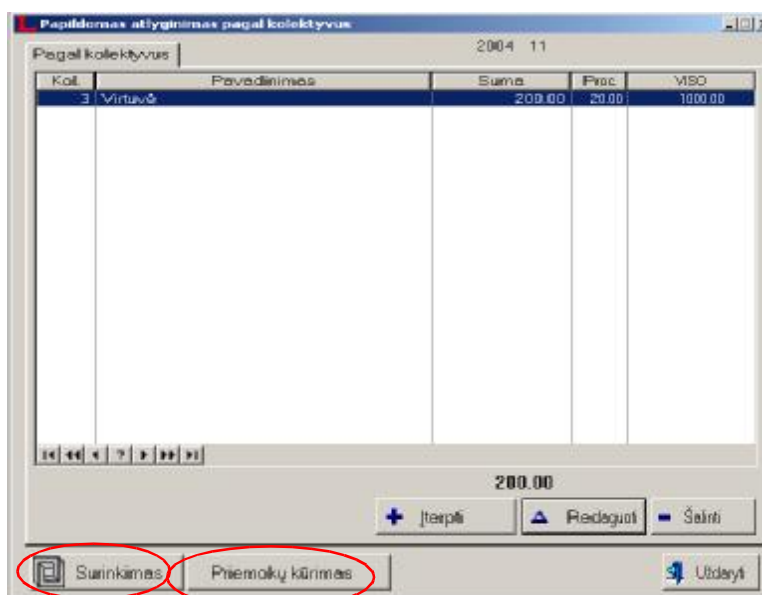 Papildomas atlyginimas pagal kolektyvus
Pagal kolektyvus 2004 11
Kol. Pavadinimas Suma Proc. VISO
3 Virtuvė 200.00 20.00 1000.00
?
200.00
Įterpti Redaguoti Šalinti
Surinkimas Priemokų kūrimas Uždaryti